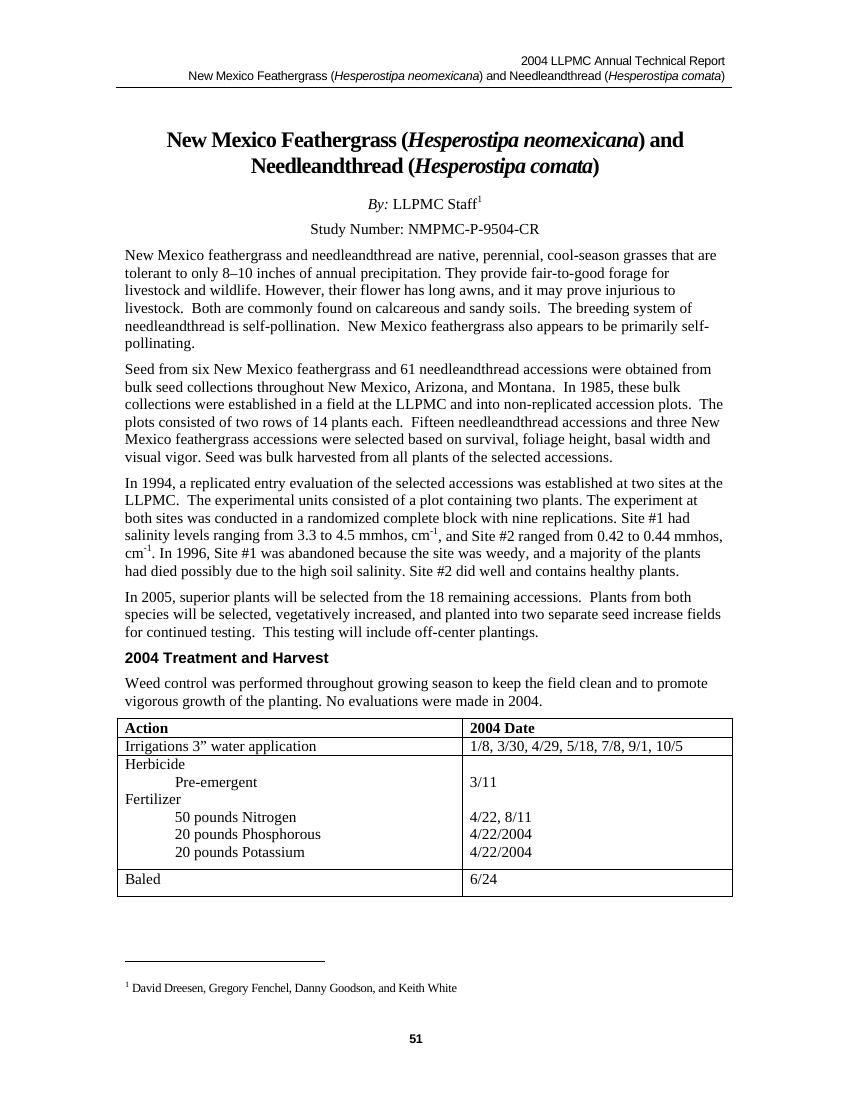 2004 LLPMC Annual Technical Report
New Mexico Feathergrass (Hesperostipa neomexicana) and Needleandthread (Hesperostipa comata)
New Mexico Feathergrass (Hesperostipa neomexicana) and
Needleandthread (Hesperostipa comata)
By: LLPMC Staff1
Study Number: NMPMC-P-9504-CR
New Mexico feathergrass and needleandthread are native, perennial, cool-season grasses that are
tolerant to only 8–10 inches of annual precipitation. They provide fair-to-good forage for
livestock and wildlife. However, their flower has long awns, and it may prove injurious to
livestock.  Both are commonly found on calcareous and sandy soils.  The breeding system of
needleandthread is self-pollination.  New Mexico feathergrass also appears to be primarily self-
pollinating.
Seed from six New Mexico feathergrass and 61 needleandthread accessions were obtained from
bulk seed collections throughout New Mexico, Arizona, and Montana.  In 1985, these bulk
collections were established in a field at the LLPMC and into non-replicated accession plots.  The
plots consisted of two rows of 14 plants each.  Fifteen needleandthread accessions and three New
Mexico feathergrass accessions were selected based on survival, foliage height, basal width and
visual vigor. Seed was bulk harvested from all plants of the selected accessions.
In 1994, a replicated entry evaluation of the selected accessions was established at two sites at the
LLPMC.  The experimental units consisted of a plot containing two plants. The experiment at
both sites was conducted in a randomized complete block with nine replications. Site #1 had
salinity levels ranging from 3.3 to 4.5 mmhos, cm-1, and Site #2 ranged from 0.42 to 0.44 mmhos,
cm-1. In 1996, Site #1 was abandoned because the site was weedy, and a majority of the plants
had died possibly due to the high soil salinity. Site #2 did well and contains healthy plants.
In 2005, superior plants will be selected from the 18 remaining accessions.  Plants from both
species will be selected, vegetatively increased, and planted into two separate seed increase fields
for continued testing.  This testing will include off-center plantings.
2004 Treatment and Harvest
Weed control was performed throughout growing season to keep the field clean and to promote
vigorous growth of the planting. No evaluations were made in 2004.
Action 2004 Date
Irrigations 3” water application 1/8, 3/30, 4/29, 5/18, 7/8, 9/1, 10/5
Herbicide
Pre-emergent 3/11
Fertilizer
50 pounds Nitrogen 4/22, 8/11
20 pounds Phosphorous 4/22/2004
20 pounds Potassium 4/22/2004
Baled 6/24
1 David Dreesen, Gregory Fenchel, Danny Goodson, and Keith White
51